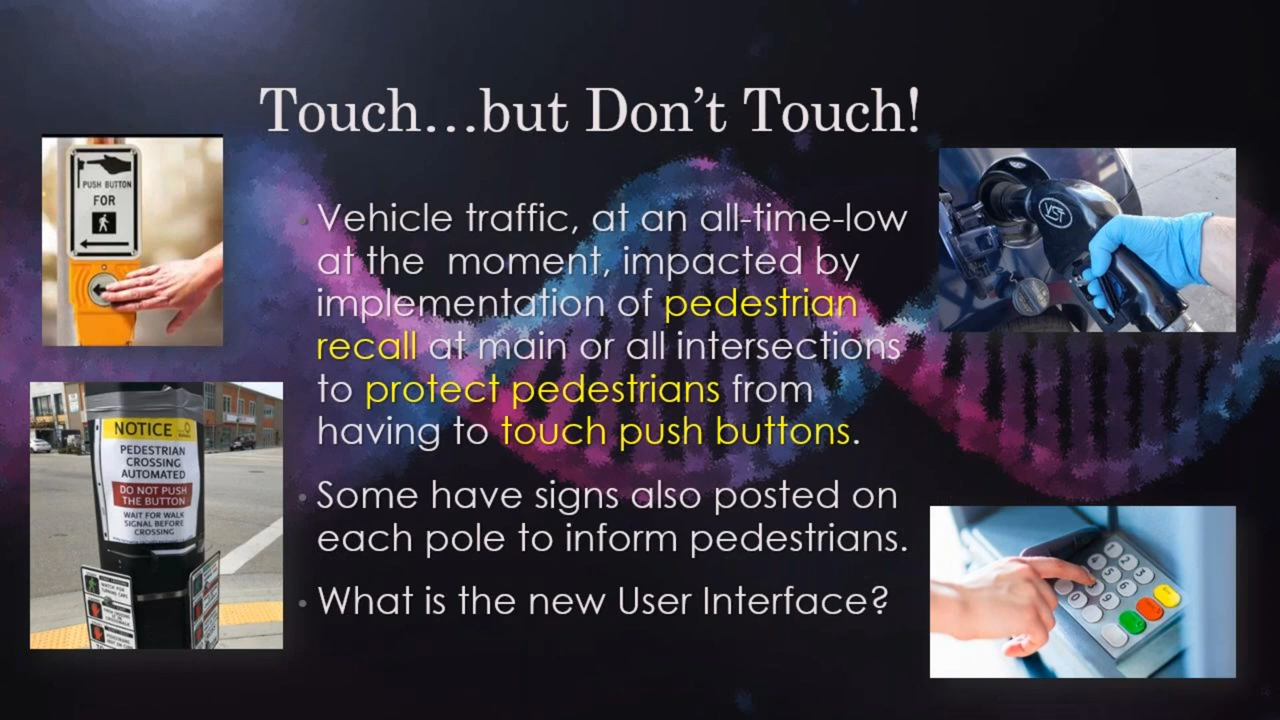 Touch...but Don't Touch!
PUSH BUTTON
FOR
• Vehicle traffic, at an all-time-low
at the moment, impacted by
implementation of pedestrian
recall at main or all intersections
to protect pedestrians from
having to touch push buttons.
• Some have signs also posted on
each pole to inform pedestrians.
• What is the new User Interface?
NOTICE
PEDESTRIAN
CROSSING
AUTOMATED
DO NOT PUSH
THE BUTTON
WAIT FOR WALK
SIGNAL BEFORE
CROSSING
VST